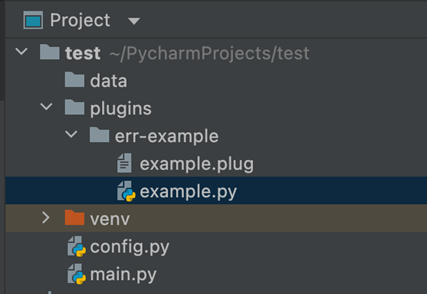 Project
test ~/PycharmProjects/test
data
plugins
err-example
example.plug
example.py
venv
config.py
main.py